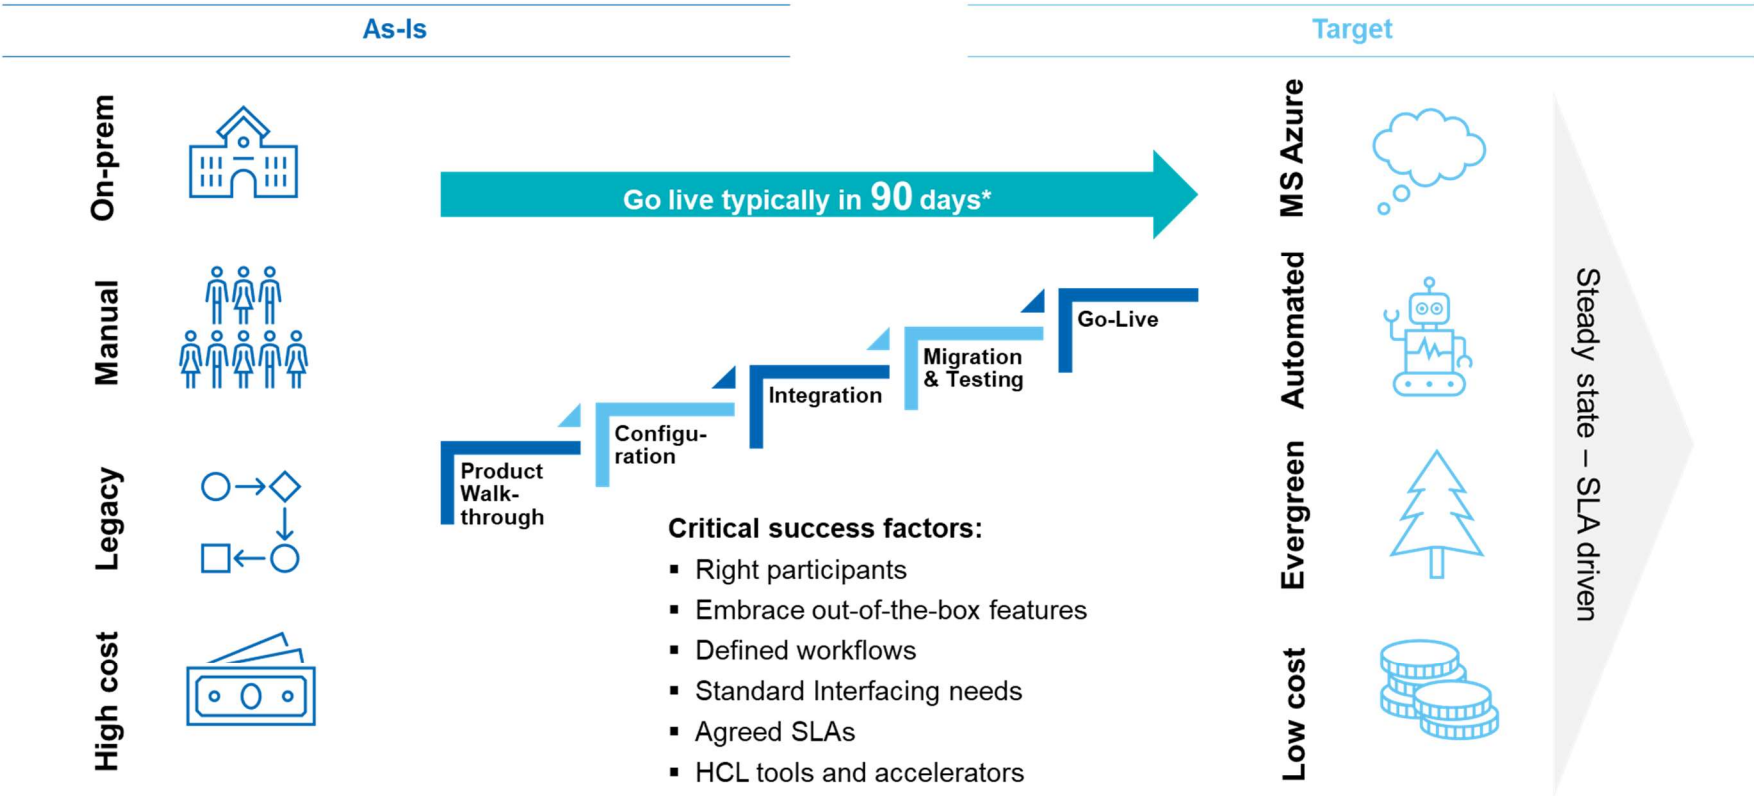 As-Is
Target
On-prem
Manual
Legacy
High cost
Go live typically in 90 days*
Product
Walk-
through
Configu-
ration
Integration
Migration
& Testing
Go-Live
Critical success factors:
▪ Right participants
▪ Embrace out-of-the-box features
▪ Defined workflows
▪ Standard Interfacing needs
▪ Agreed SLAs
▪ HCL tools and accelerators
MS Azure
Automated
Evergreen
Low cost
Steady state – SLA driven